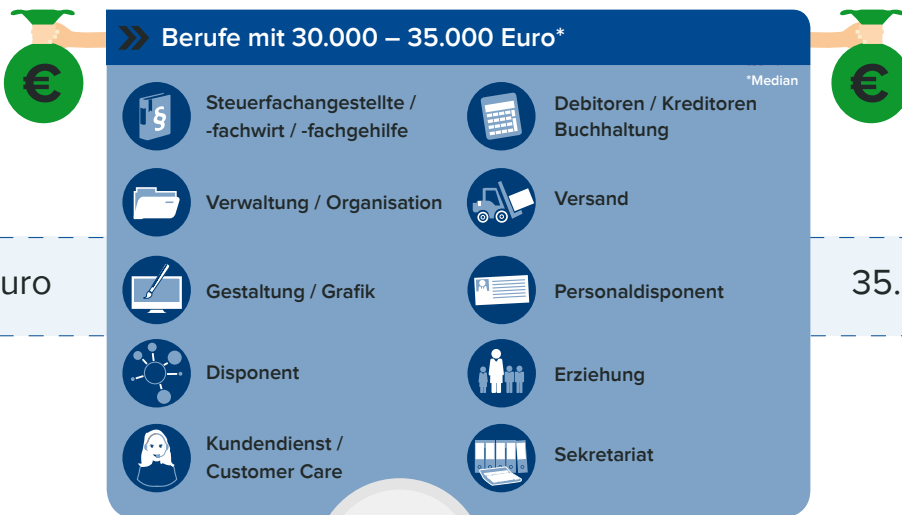 Berufe mit 30.000 – 35.000 Euro*
*Median
€
€
Steuerfachangestellte /
-fachwirt / -fachgehilfe
Debitoren / Kreditoren
Buchhaltung
§
Verwaltung / Organisation
Versand
uro
Gestaltung / Grafik
Personaldisponent
35.
Disponent
Erziehung
Kundendienst /
Customer Care
Sekretariat